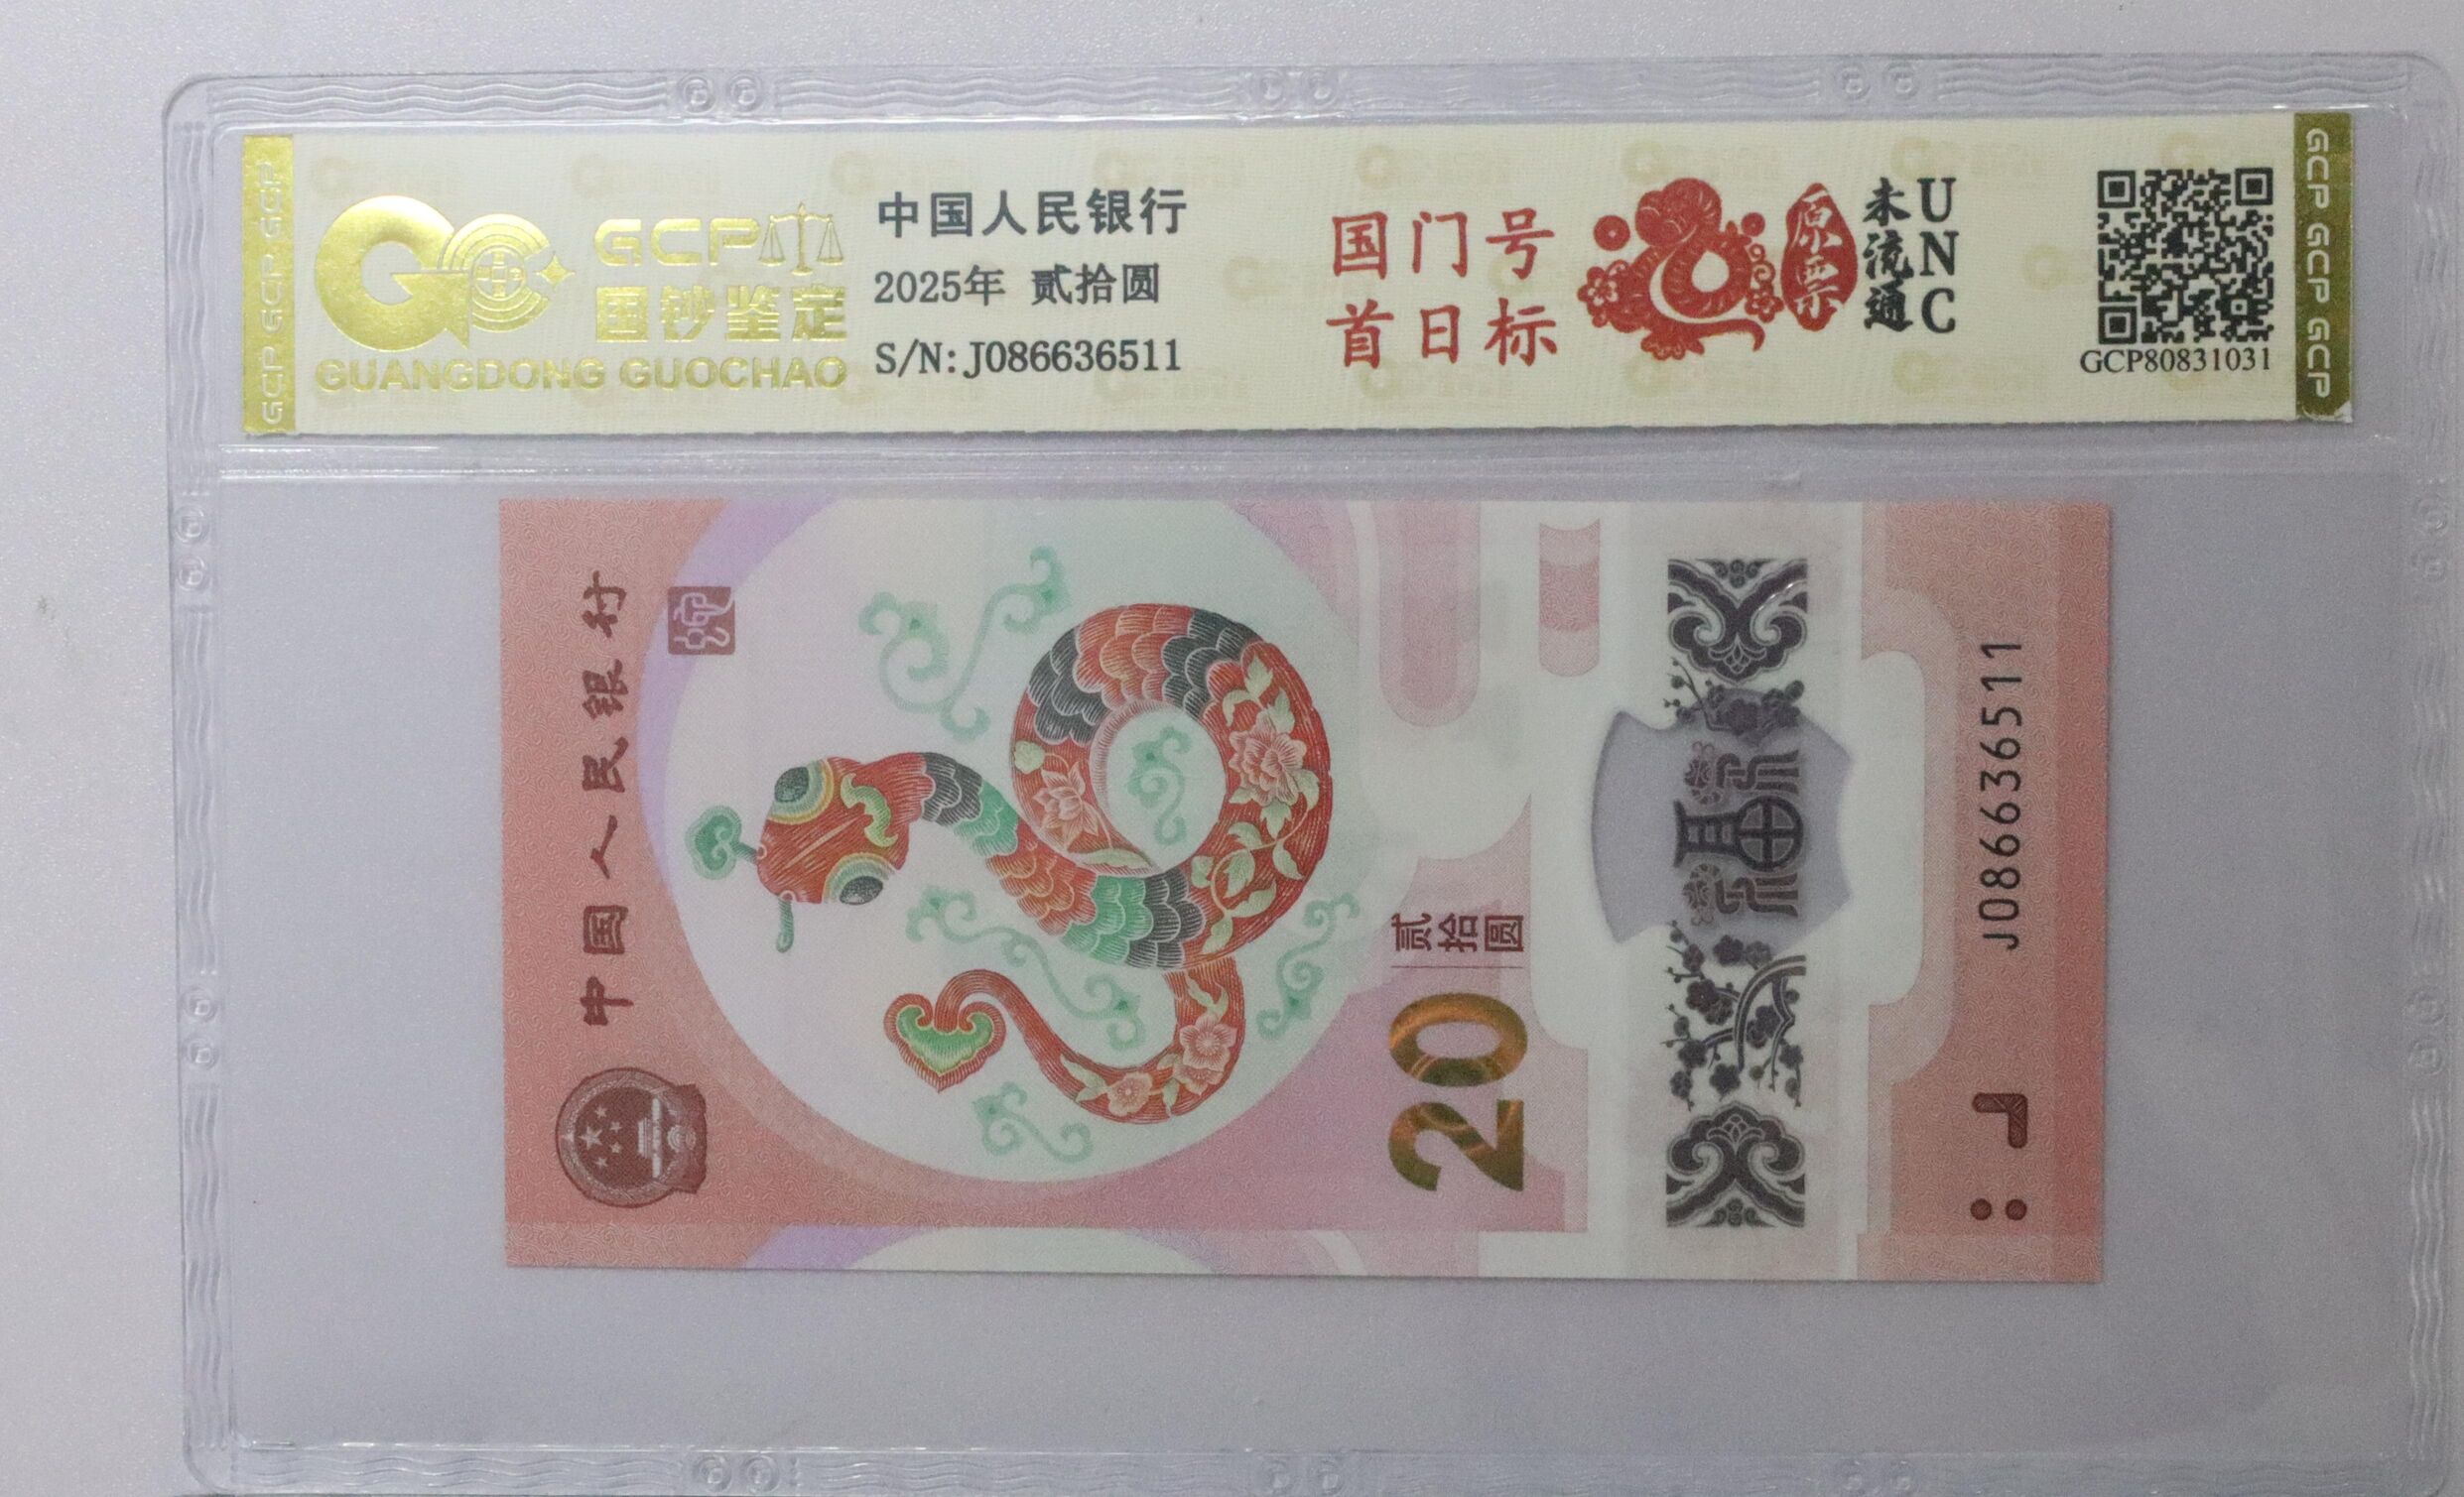 GCP
国钞鉴定
GUANGDONG GUOCHAO
中国人民银行
2025年 贰拾圆
S/N: J086636511
国门号
首日标
原票
未流通
UNC
GCP80831031
GCP GCP GCP
GCP GCP GCP GCP
中国人民银行
20
贰拾圆
福
J086636511